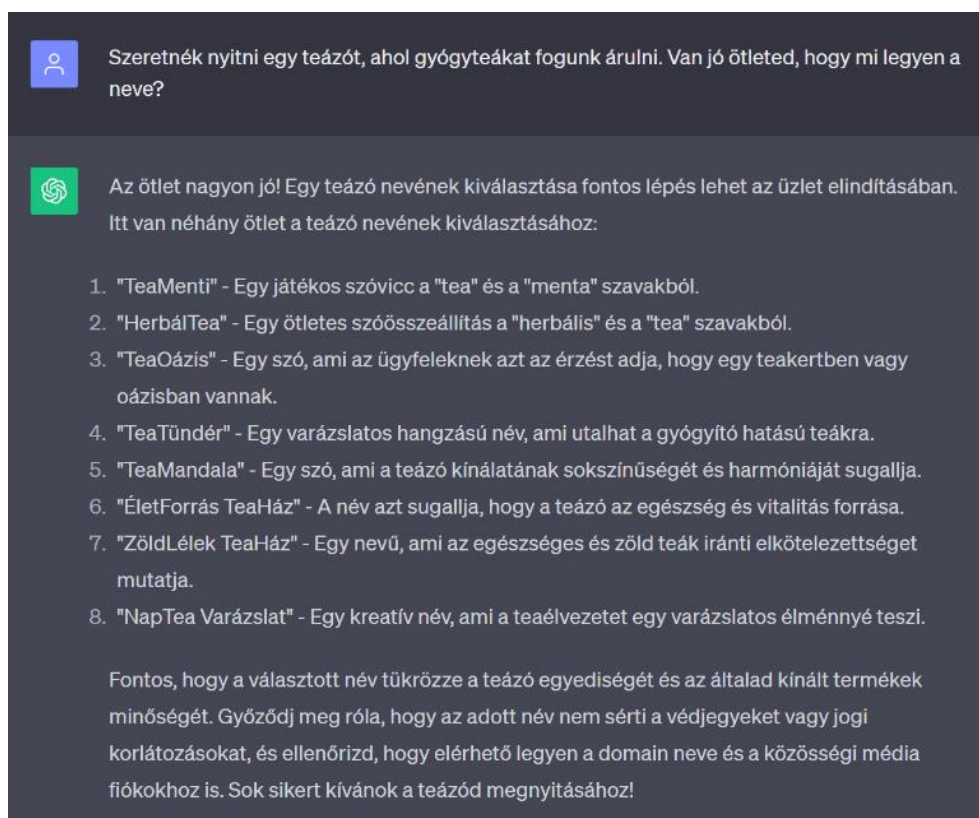 Szeretnék nyitni egy teázót, ahol gyógyteákat fogunk árulni. Van jó ötleted, hogy mi legyen a
neve?
Az ötlet nagyon jó! Egy teázó nevének kiválasztása fontos lépés lehet az üzlet elindításában.
Itt van néhány ötlet a teázó nevének kiválasztásához:
1. "TeaMenti" - Egy játékos szóvicc a "tea" és a "menta" szavakból.
2. "HerbálTea" - Egy ötletes szóösszeállítás a "herbális" és a "tea" szavakból.
3. "TeaOázis" - Egy szó, ami az ügyfeleknek azt az érzést adja, hogy egy teakertben vagy
oázisban vannak.
4. "TeaTündér" - Egy varázslatos hangzású név, ami utalhat a gyógyító hatású teákra.
5. "TeaMandala" - Egy szó, ami a teázó kínálatának sokszínűségét és harmóniáját sugallja.
6. "ÉletForrás TeaHáz" - A név azt sugallja, hogy a teázó az egészség és vitalitás forrása.
7. "ZöldLélek TeaHáz" - Egy nevű, ami az egészséges és zöld teák iránti elkötelezettséget
mutatja.
8. "NapTea Varázslat" - Egy kreatív név, ami a teaélvezetet egy varázslatos élménnyé teszi.
Fontos, hogy a választott név tükrözze a teázó egyediségét és az általad kínált termékek
minőségét. Győződj meg róla, hogy az adott név nem sérti a védjegyeket vagy jogi
korlátozásokat, és ellenőrizd, hogy elérhető legyen a domain neve és a közösségi média
fiókokhoz is. Sok sikert kívánok a teázód megnyitásához!